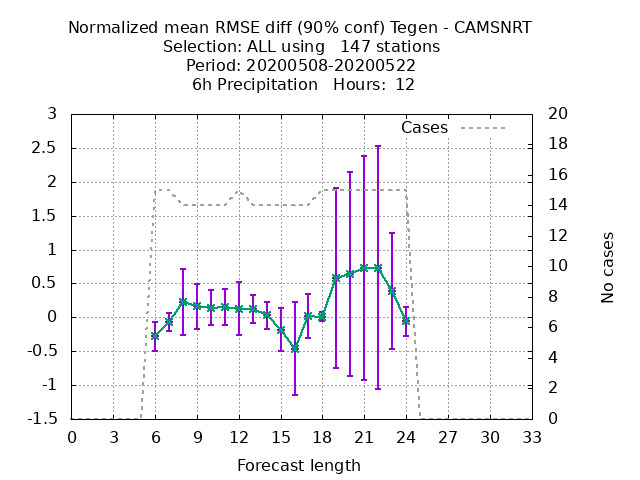 Normalized mean RMSE diff (90% conf) Tegen - CAMSNRT
Selection: ALL using   147 stations
Period: 20200508-20200522
6h Precipitation   Hours:  12
Cases
3
2.5
2
1.5
1
0.5
0
-0.5
-1
-1.5
20
18
16
14
12
10
8
6
4
2
0
No cases
0 3 6 9 12 15 18 21 24 27 30 33
Forecast length